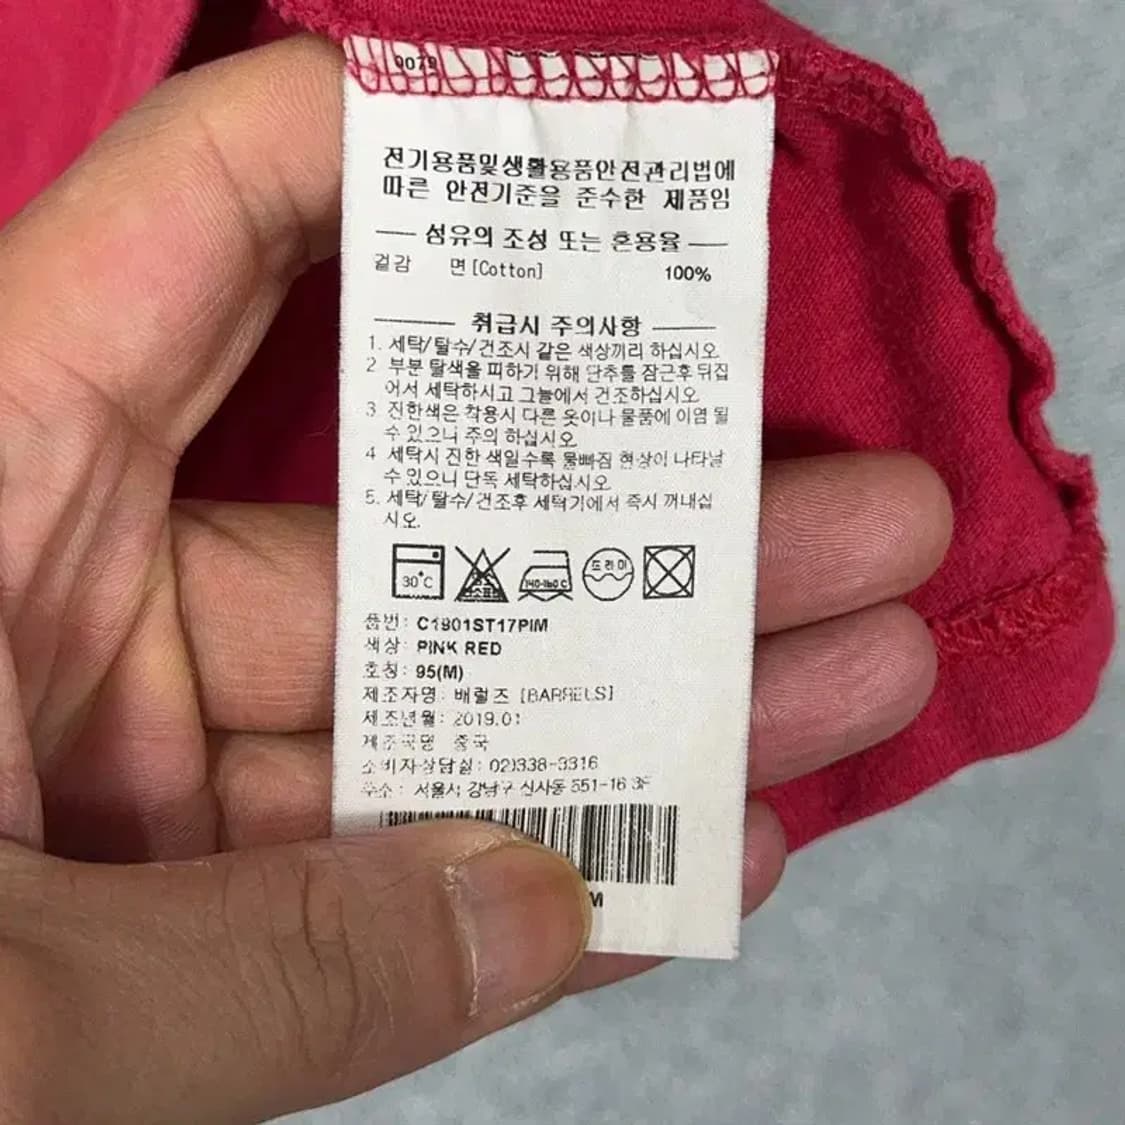 0079
전기용품및생활용품안전관리법에
따른 안전기준을 준수한 제품임
섬유의 조성 또는 혼용율
겉감 면[Cotton] 100%
취급시 주의사항
1. 세탁/탈수/건조시 같은 색상끼리 하십시오
2 부분 탈색을 피하기 위해 단추를 잠근후 뒤집
어서 세탁하시고 그늘에서 건조하십시오
3 진한색은 착용시 다른 옷이나 물품에 이염 될
수 있으니 주의 하십시오
4 세탁시 진한 색일수록 물빠짐 현상이 나타날
수 있으니 단독 세탁하십시오
5. 세탁/탈수/건조후 세탁기에서 즉시 꺼내십
시오.
30°C 140-160°C 드라이
품번: C1801ST17PIM
색상: PINK RED
호칭: 95(M)
제조자명: 배럴즈 [BARRELS]
제조년월: 2019.01
제조국명 중국
소비자상담실: 02)338-3316
주소: 서울시 강남구 신사동 551-16 3F
M